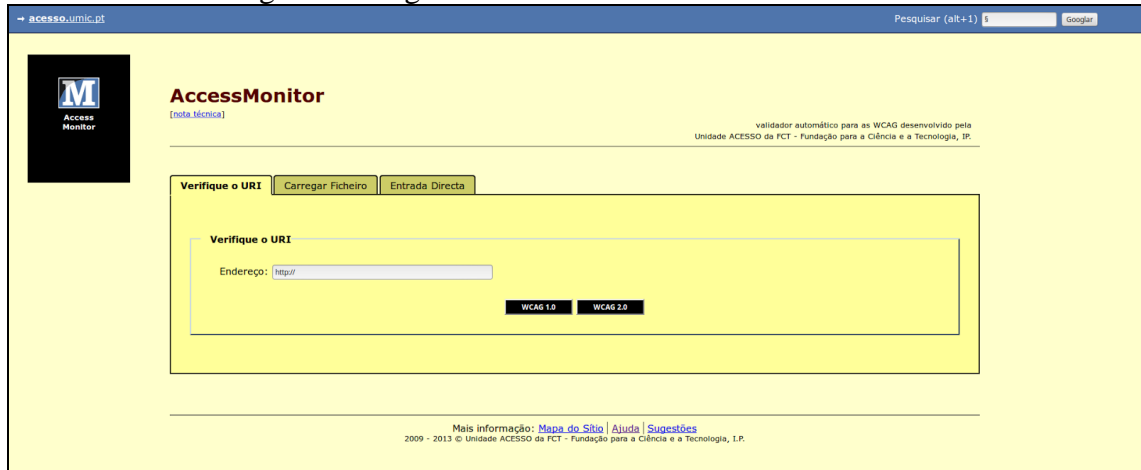 → acesso.umic.pt
Pesquisar (alt+1) § Googlar
M
Access
Monitor
AccessMonitor
[nota técnica]
validador automático para as WCAG desenvolvido pela
Unidade ACESSO da FCT - Fundação para a Ciência e a Tecnologia, IP.
Verifique o URI Carregar Ficheiro Entrada Directa
Verifique o URI
Endereço: http://
WCAG 1.0 WCAG 2.0
Mais informação: Mapa do Sítio | Ajuda | Sugestões
2009 - 2013 © Unidade ACESSO da FCT - Fundação para a Ciência e a Tecnologia, I.P.